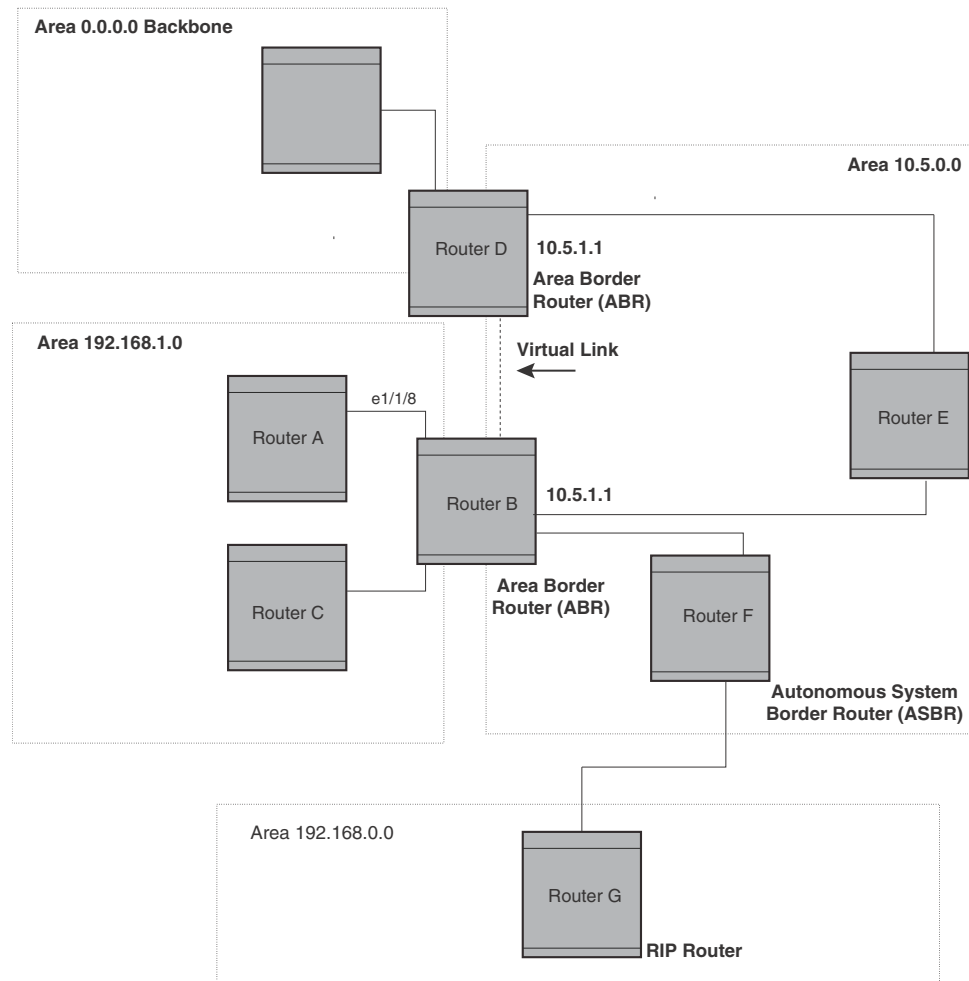 Area 0.0.0.0 Backbone
Area 10.5.0.0
Router D
10.5.1.1
Area Border
Router (ABR)
Area 192.168.1.0
Virtual Link
e1/1/8
Router A
Router E
Router B
10.5.1.1
Area Border
Router (ABR)
Router C
Router F
Autonomous System
Border Router (ASBR)
Area 192.168.0.0
Router G
RIP Router